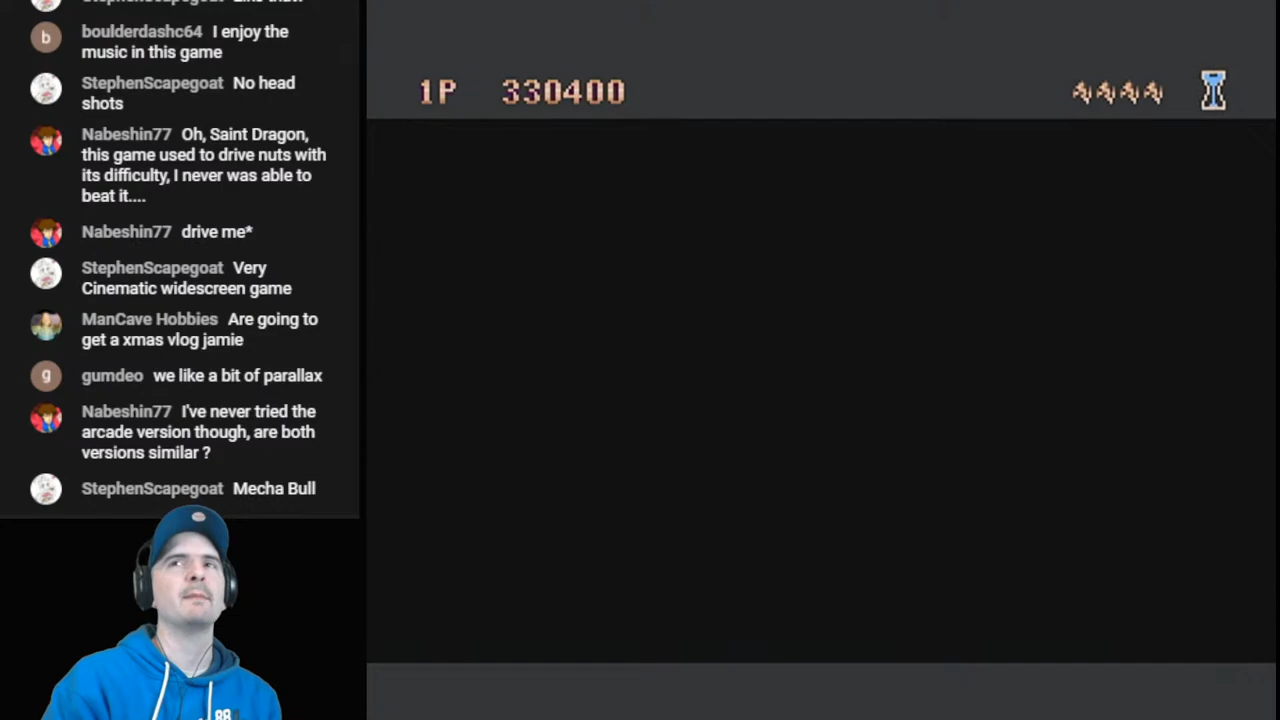 boulderdashc64 I enjoy the
music in this game
StephenScapegoat No head
shots
Nabeshin77 Oh, Saint Dragon,
this game used to drive nuts with
its difficulty, I never was able to
beat it....
Nabeshin77 drive me*
StephenScapegoat Very
Cinematic widescreen game
ManCave Hobbies Are going to
get a xmas vlog jamie
g
gumdeo we like a bit of parallax
Nabeshin77 I've never tried the
arcade version though, are both
versions similar ?
StephenScapegoat Mecha Bull
b
1P 330400
88